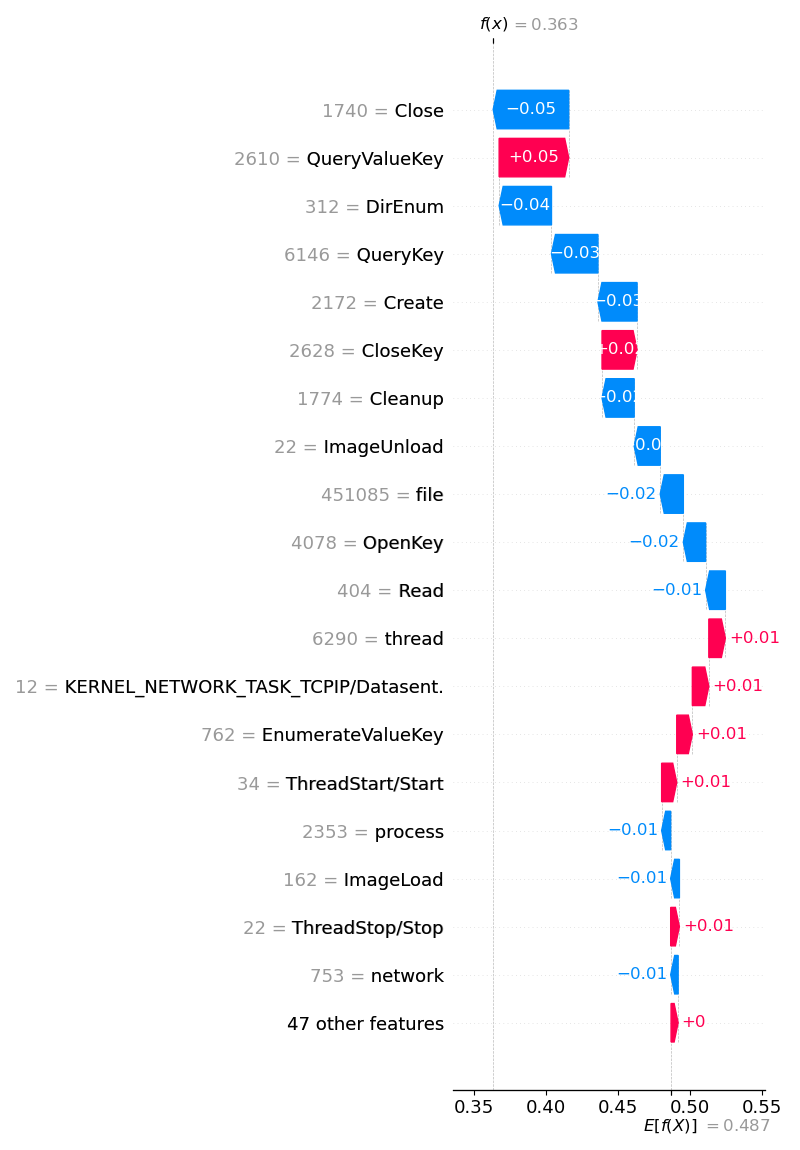 f(x) = 0.363
1740 = Close
−0.05
2610 = QueryValueKey
+0.05
312 = DirEnum
−0.04
6146 = QueryKey
−0.03
2172 = Create
−0.03
2628 = CloseKey
1774 = Cleanup
22 = ImageUnload
451085 = file
−0.02
4078 = OpenKey
−0.02
404 = Read
−0.01
6290 = thread
+0.01
12 = KERNEL_NETWORK_TASK_TCPIP/Datasent.
+0.01
762 = EnumerateValueKey
+0.01
34 = ThreadStart/Start
+0.01
2353 = process
−0.01
162 = ImageLoad
−0.01
22 = ThreadStop/Stop
+0.01
753 = network
−0.01
47 other features
+0
0.35 0.40 0.45 0.50 0.55
E[f(X)] = 0.487